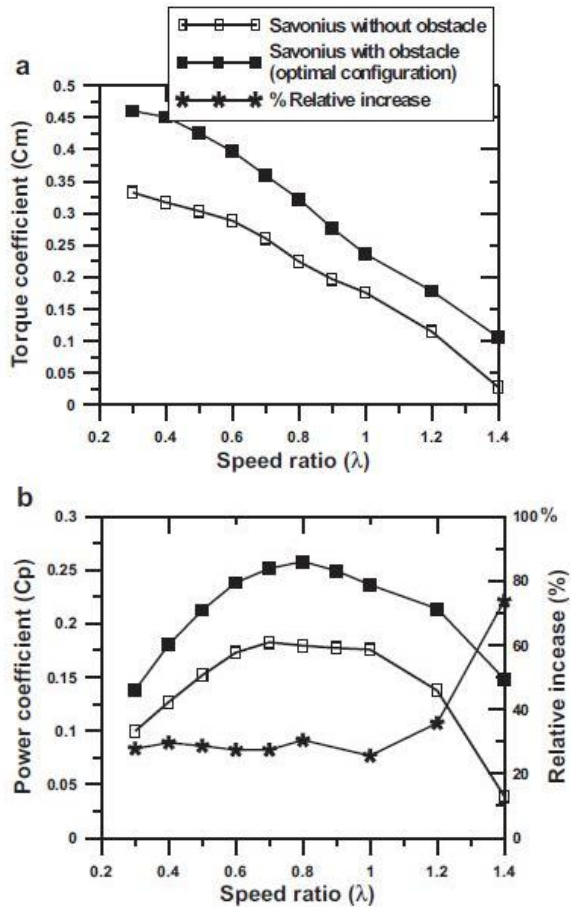 Savonius without obstacle
Savonius with obstacle
(optimal configuration)
% Relative increase
a
Torque coefficient (Cm)
0.5
0.45
0.4
0.35
0.3
0.25
0.2
0.15
0.1
0.05
0
0.2 0.4 0.6 0.8 1 1.2 1.4
Speed ratio (λ)
b
Power coefficient (Cp)
0.3
0.25
0.2
0.15
0.1
0.05
0
100%
80
60
40
20
0
Relative incease (%)
0.2 0.4 0.6 0.8 1 1.2 1.4
Speed ratio (λ)